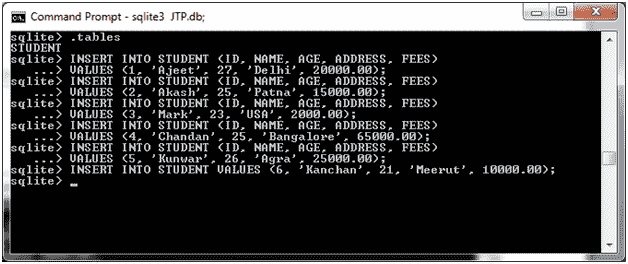 Command Prompt - sqlite3 JTP.db;
sqlite> .tables
STUDENT
sqlite> INSERT INTO STUDENT (ID, NAME, AGE, ADDRESS, FEES)
...> VALUES (1, 'Ajeet', 27, 'Delhi', 20000.00);
sqlite> INSERT INTO STUDENT (ID, NAME, AGE, ADDRESS, FEES)
...> VALUES (2, 'Akash', 25, 'Patna', 15000.00);
sqlite> INSERT INTO STUDENT (ID, NAME, AGE, ADDRESS, FEES)
...> VALUES (3, 'Mark', 23, 'USA', 2000.00);
sqlite> INSERT INTO STUDENT (ID, NAME, AGE, ADDRESS, FEES)
...> VALUES (4, 'Chandan', 25, 'Bangalore', 65000.00);
sqlite> INSERT INTO STUDENT (ID, NAME, AGE, ADDRESS, FEES)
...> VALUES (5, 'Kunwar', 26, 'Agra', 25000.00);
sqlite> INSERT INTO STUDENT VALUES (6, 'Kanchan', 21, 'Meerut', 10000.00);
sqlite> _